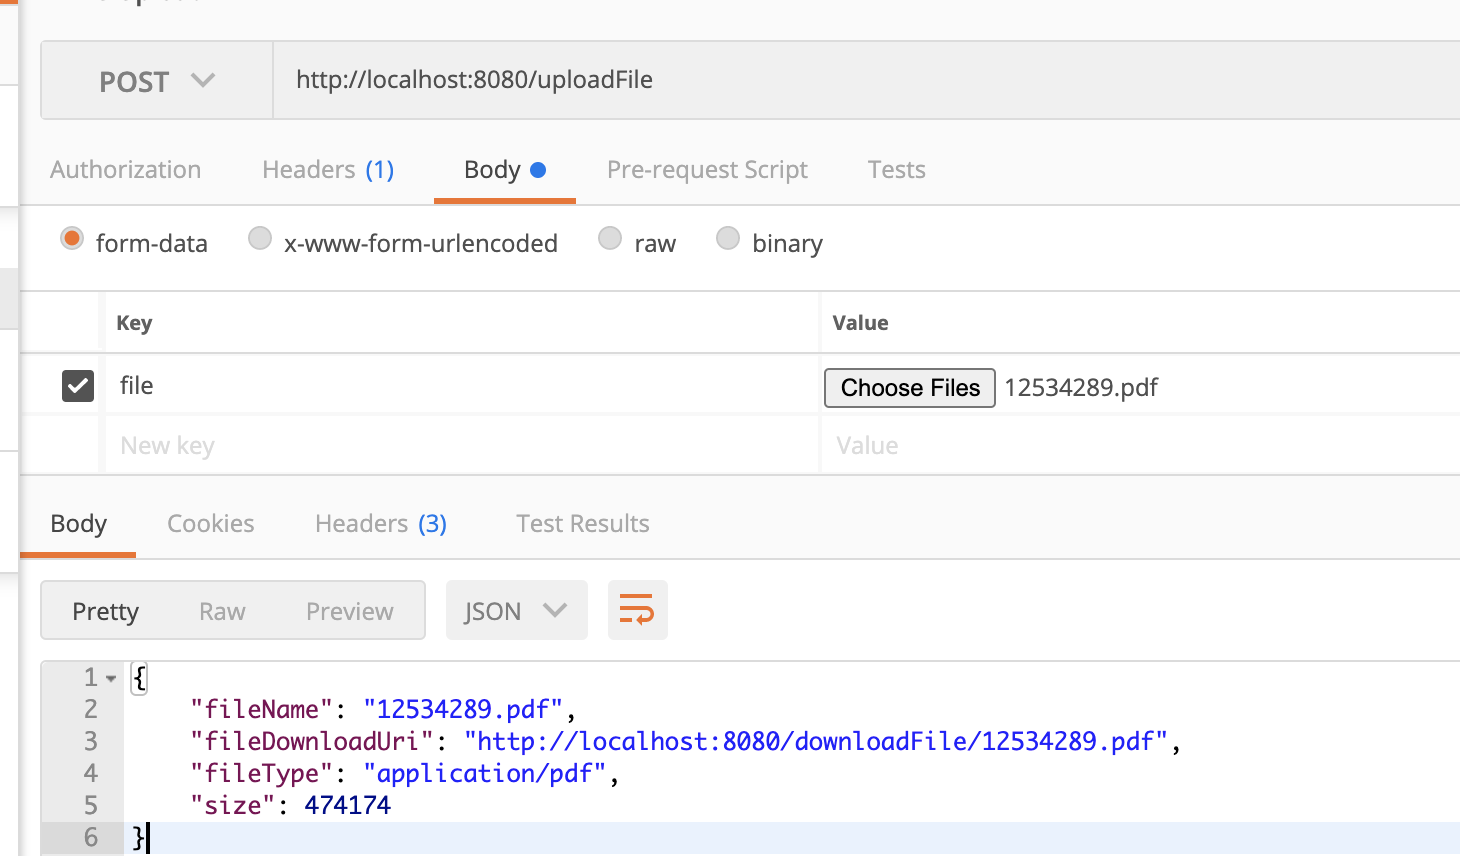 POST http://localhost:8080/uploadFile
Authorization Headers (1) Body Pre-request Script Tests
form-data x-www-form-urlencoded raw binary
Key Value
file Choose Files 12534289.pdf
New key Value
Body Cookies Headers (3) Test Results
Pretty Raw Preview JSON
1 {
2 "fileName": "12534289.pdf",
3 "fileDownloadUri": "http://localhost:8080/downloadFile/12534289.pdf",
4 "fileType": "application/pdf",
5 "size": 474174
6 }